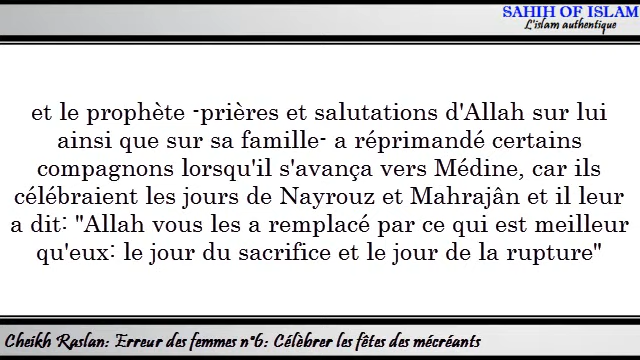 SAHIH OF ISLAM
L'islam authentique
et le prophète -prières et salutations d'Allah sur lui
ainsi que sur sa famille- a réprimandé certains
compagnons lorsqu'il s'avança vers Médine, car ils
célébraient les jours de Nayrouz et Mahrajân et il leur
a dit: "Allah vous les a remplacé par ce qui est meilleur
qu'eux: le jour du sacrifice et le jour de la rupture"
Cheikh Raslan: Erreur des femmes n°6: Célèbrer les fêtes des mécréants